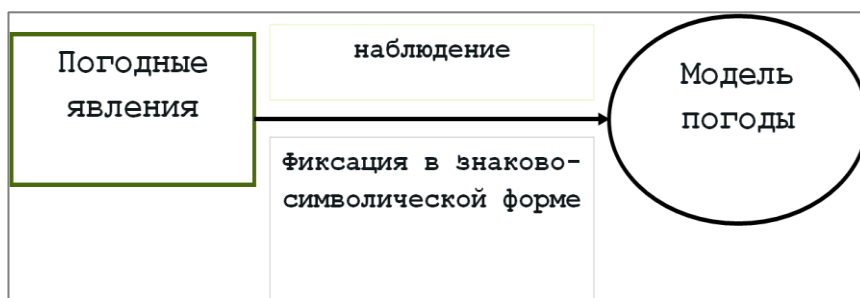 Погодные
явления
наблюдение
Фиксация в знаково-
символической форме
Модель
погоды